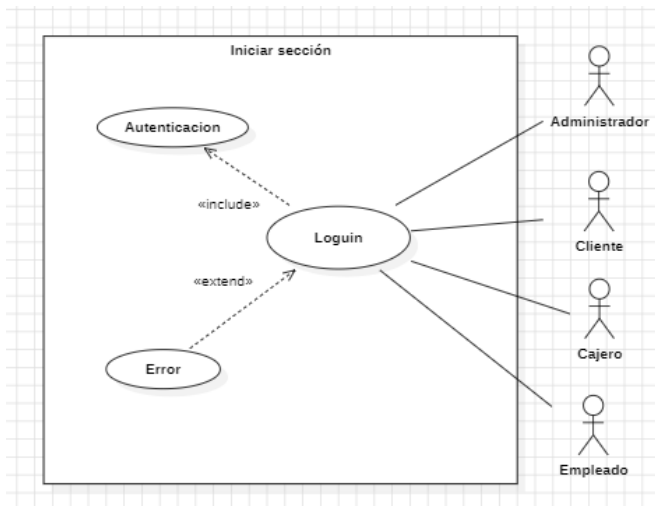 Iniciar sección
Autenticacion
Administrador
«include»
Loguin
Cliente
«extend»
Cajero
Error
Empleado